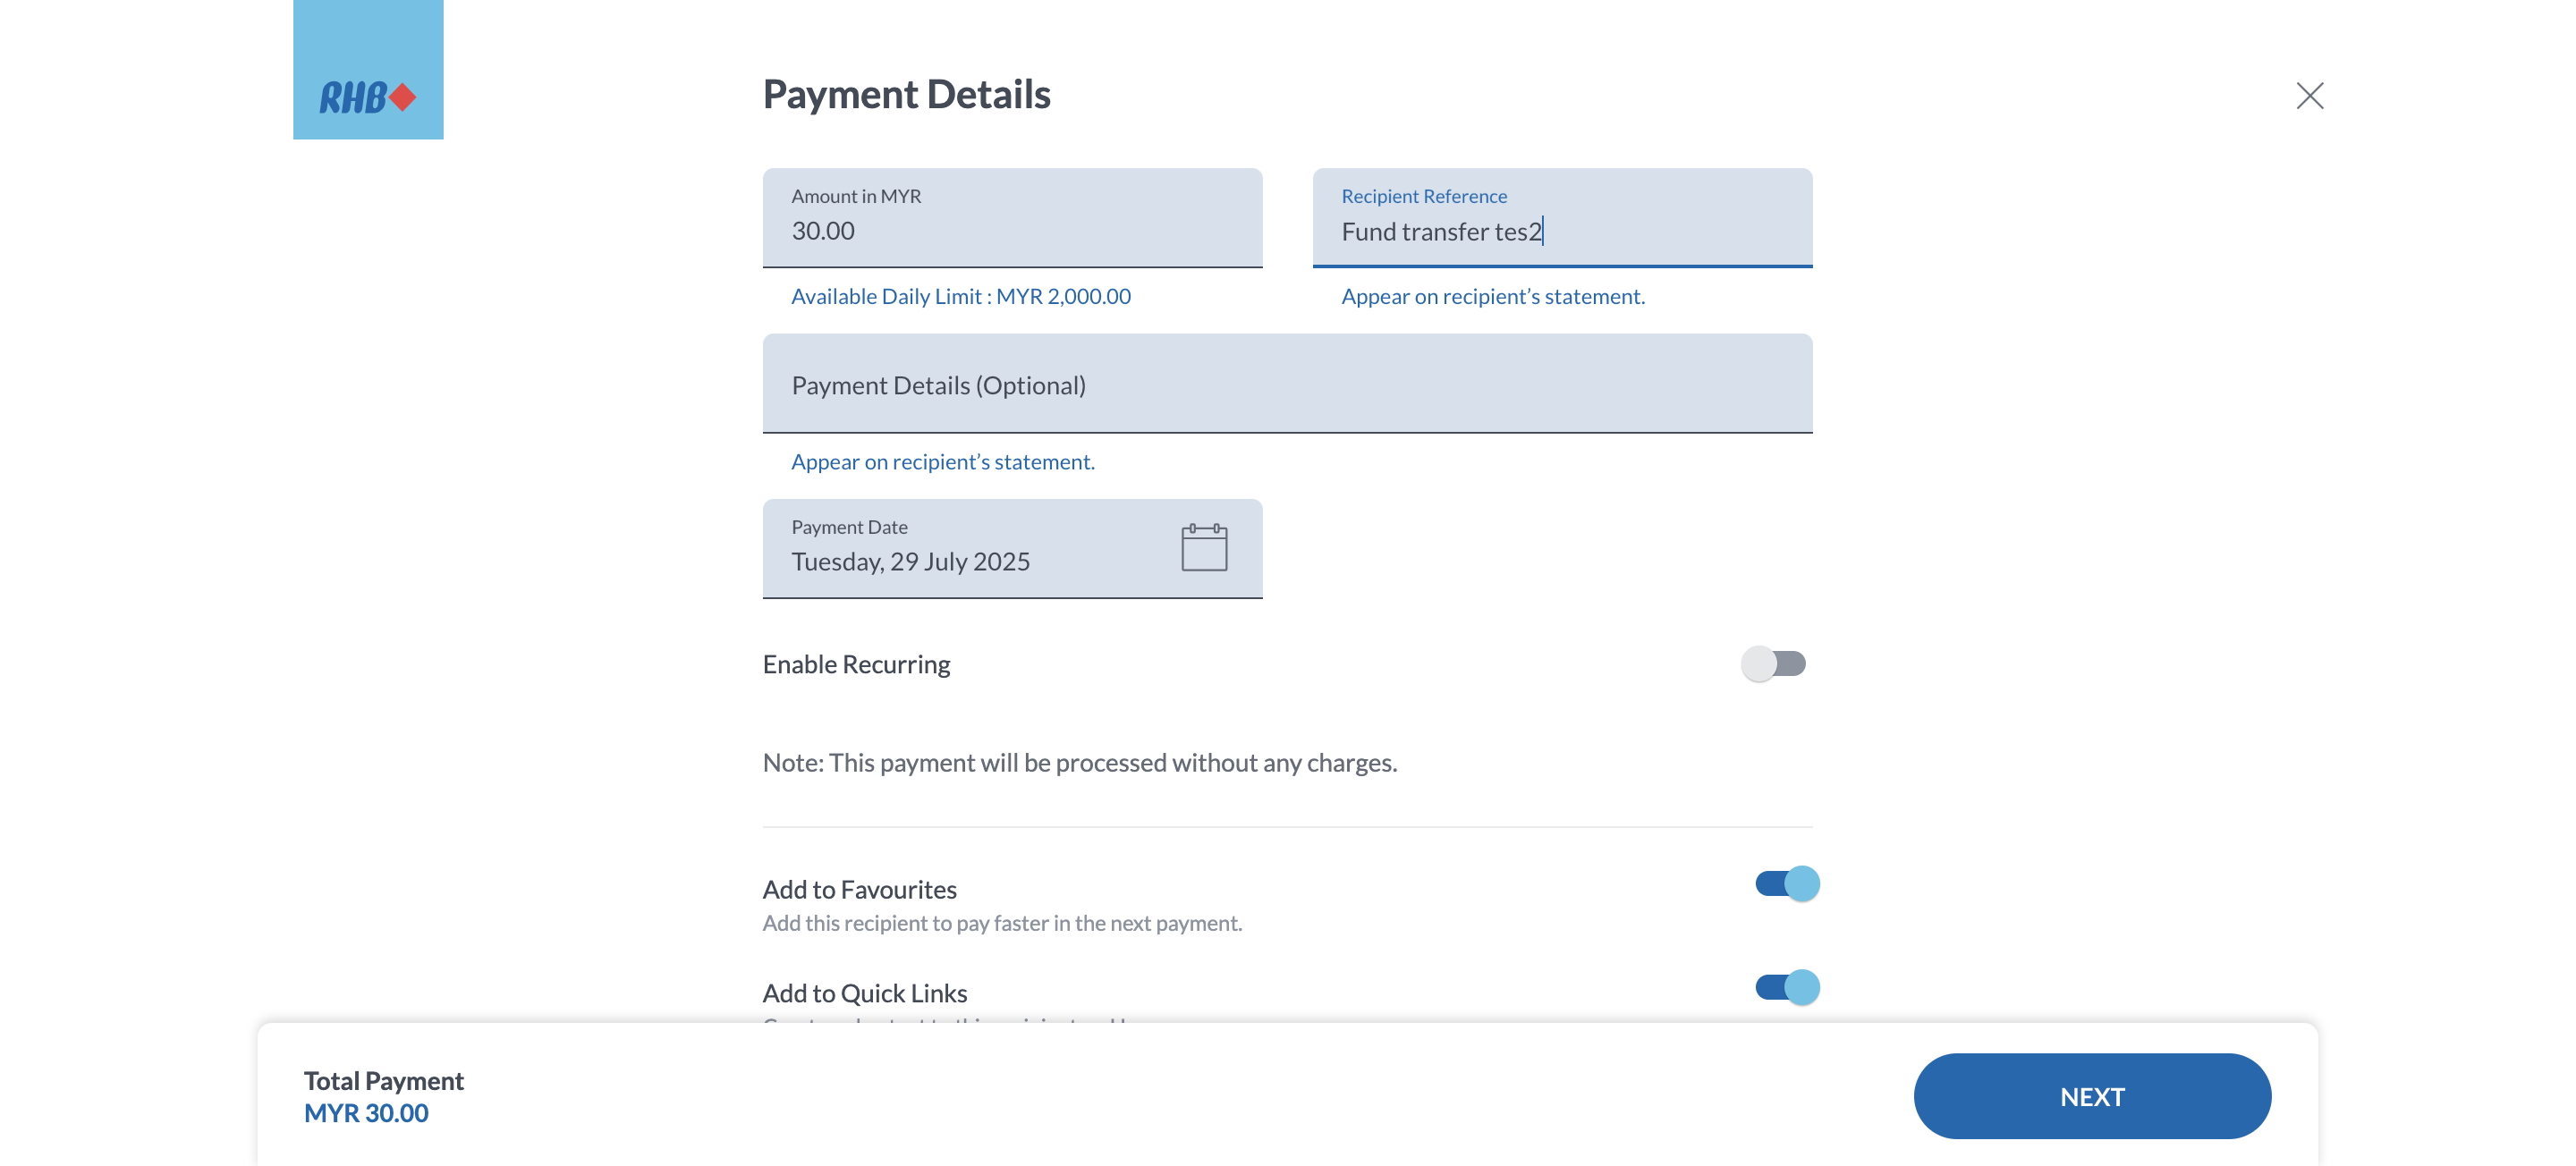 RHB
Payment Details
Amount in MYR
30.00
Recipient Reference
Fund transfer tes2
Available Daily Limit : MYR 2,000.00
Appear on recipient’s statement.
Payment Details (Optional)
Appear on recipient’s statement.
Payment Date
Tuesday, 29 July 2025
Enable Recurring
Note: This payment will be processed without any charges.
Add to Favourites
Add this recipient to pay faster in the next payment.
Add to Quick Links
Total Payment
MYR 30.00
NEXT